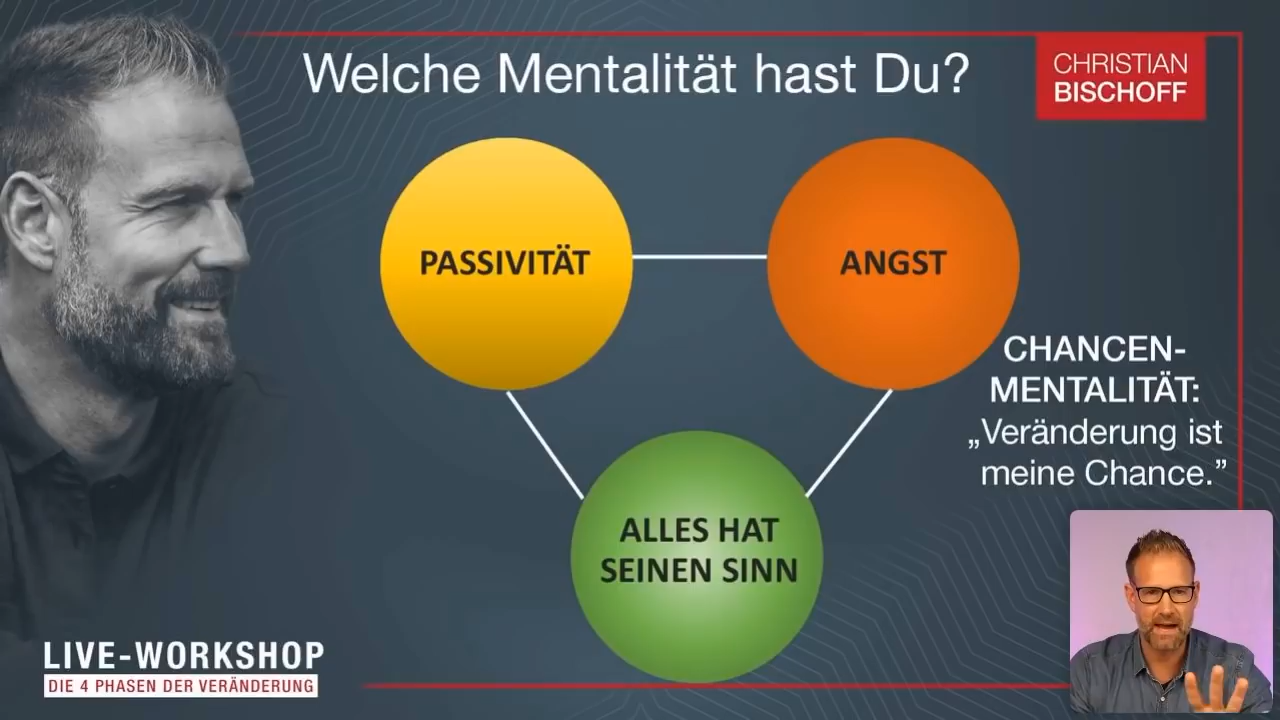 Welche Mentalität hast Du?
CHRISTIAN
BISCHOFF
PASSIVITÄT
ANGST
CHANCEN-
MENTALITÄT:
„Veränderung ist
meine Chance.”
ALLES HAT
SEINEN SINN
LIVE-WORKSHOP
DIE 4 PHASEN DER VERÄNDERUNG